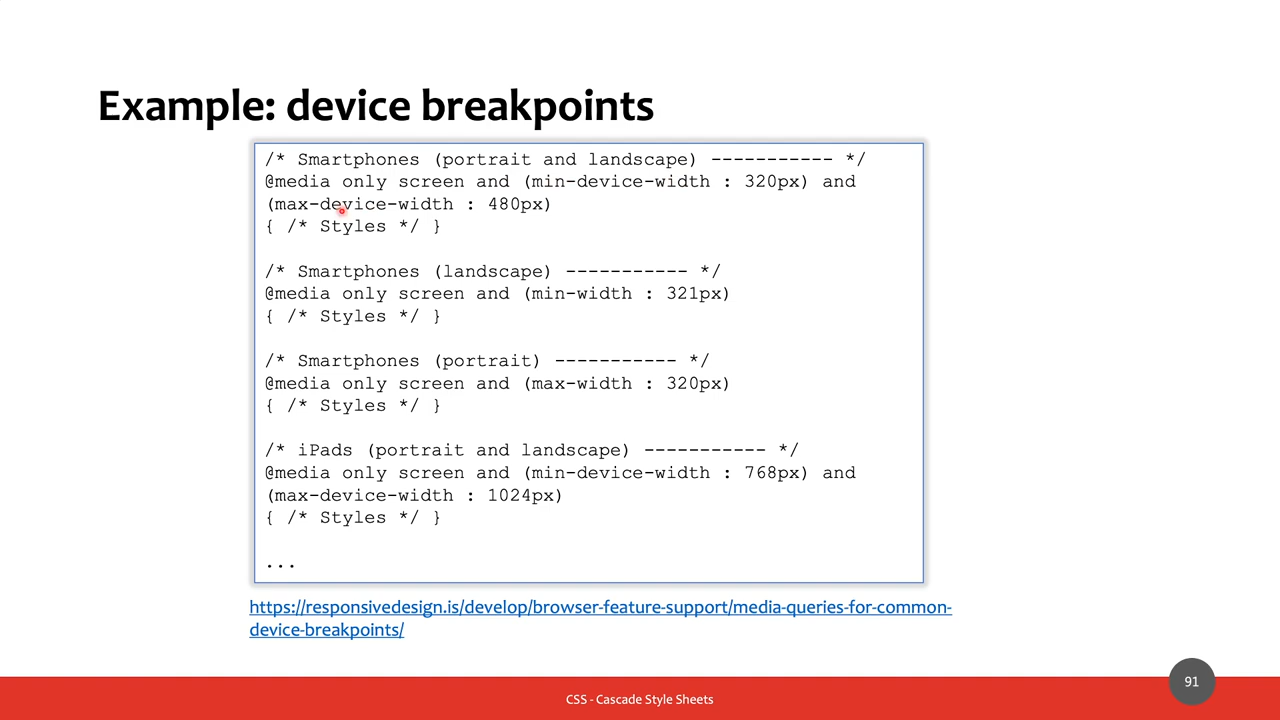 Example: device breakpoints
/* Smartphones (portrait and landscape) ----------- */
@media only screen and (min-device-width : 320px) and
(max-device-width : 480px)
{ /* Styles */ }
/* Smartphones (landscape) ----------- */
@media only screen and (min-width : 321px)
{ /* Styles */ }
/* Smartphones (portrait) ----------- */
@media only screen and (max-width : 320px)
{ /* Styles */ }
/* iPads (portrait and landscape) ----------- */
@media only screen and (min-device-width : 768px) and
(max-device-width : 1024px)
{ /* Styles */ }
...
https://responsivedesign.is/develop/browser-feature-support/media-queries-for-common-
device-breakpoints/
91
CSS - Cascade Style Sheets